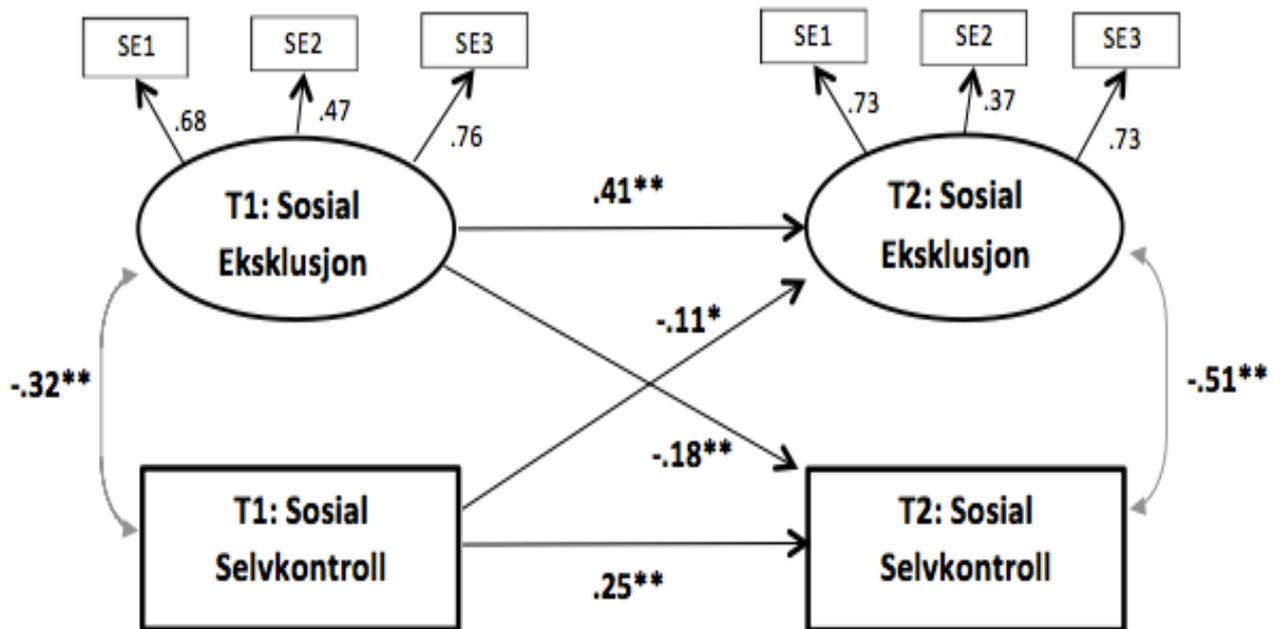 SE1
SE2
SE3
SE1
SE2
SE3
.68
.47
.76
.73
.37
.73
T1: Sosial
Eksklusjon
.41**
T2: Sosial
Eksklusjon
-.11*
-.32**
-.51**
-.18**
T1: Sosial
Selvkontroll
.25**
T2: Sosial
Selvkontroll